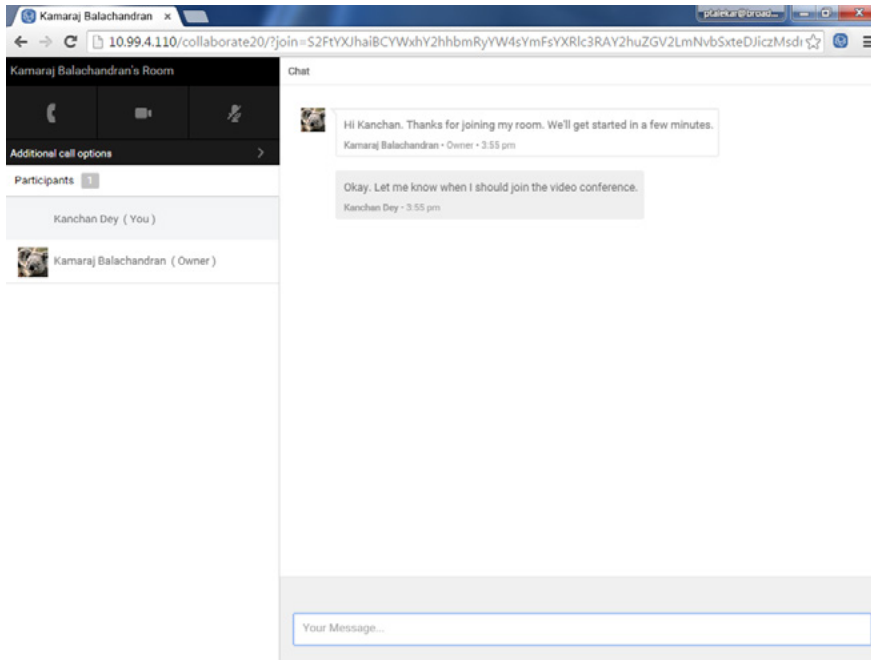 Kamaraj Balachandran
ptalekar@broad...
10.99.4.110/collaborate20/?join=
Kamaraj Balachandran's Room
Chat
Additional call options
Participants 1
Kanchan Dey ( You )
Kamaraj Balachandran ( Owner )
Hi Kanchan. Thanks for joining my room. We'll get started in a few minutes.
Kamaraj Balachandran • Owner • 3:55 pm
Okay. Let me know when I should join the video conference.
Kanchan Dey • 3:55 pm
Your Message...